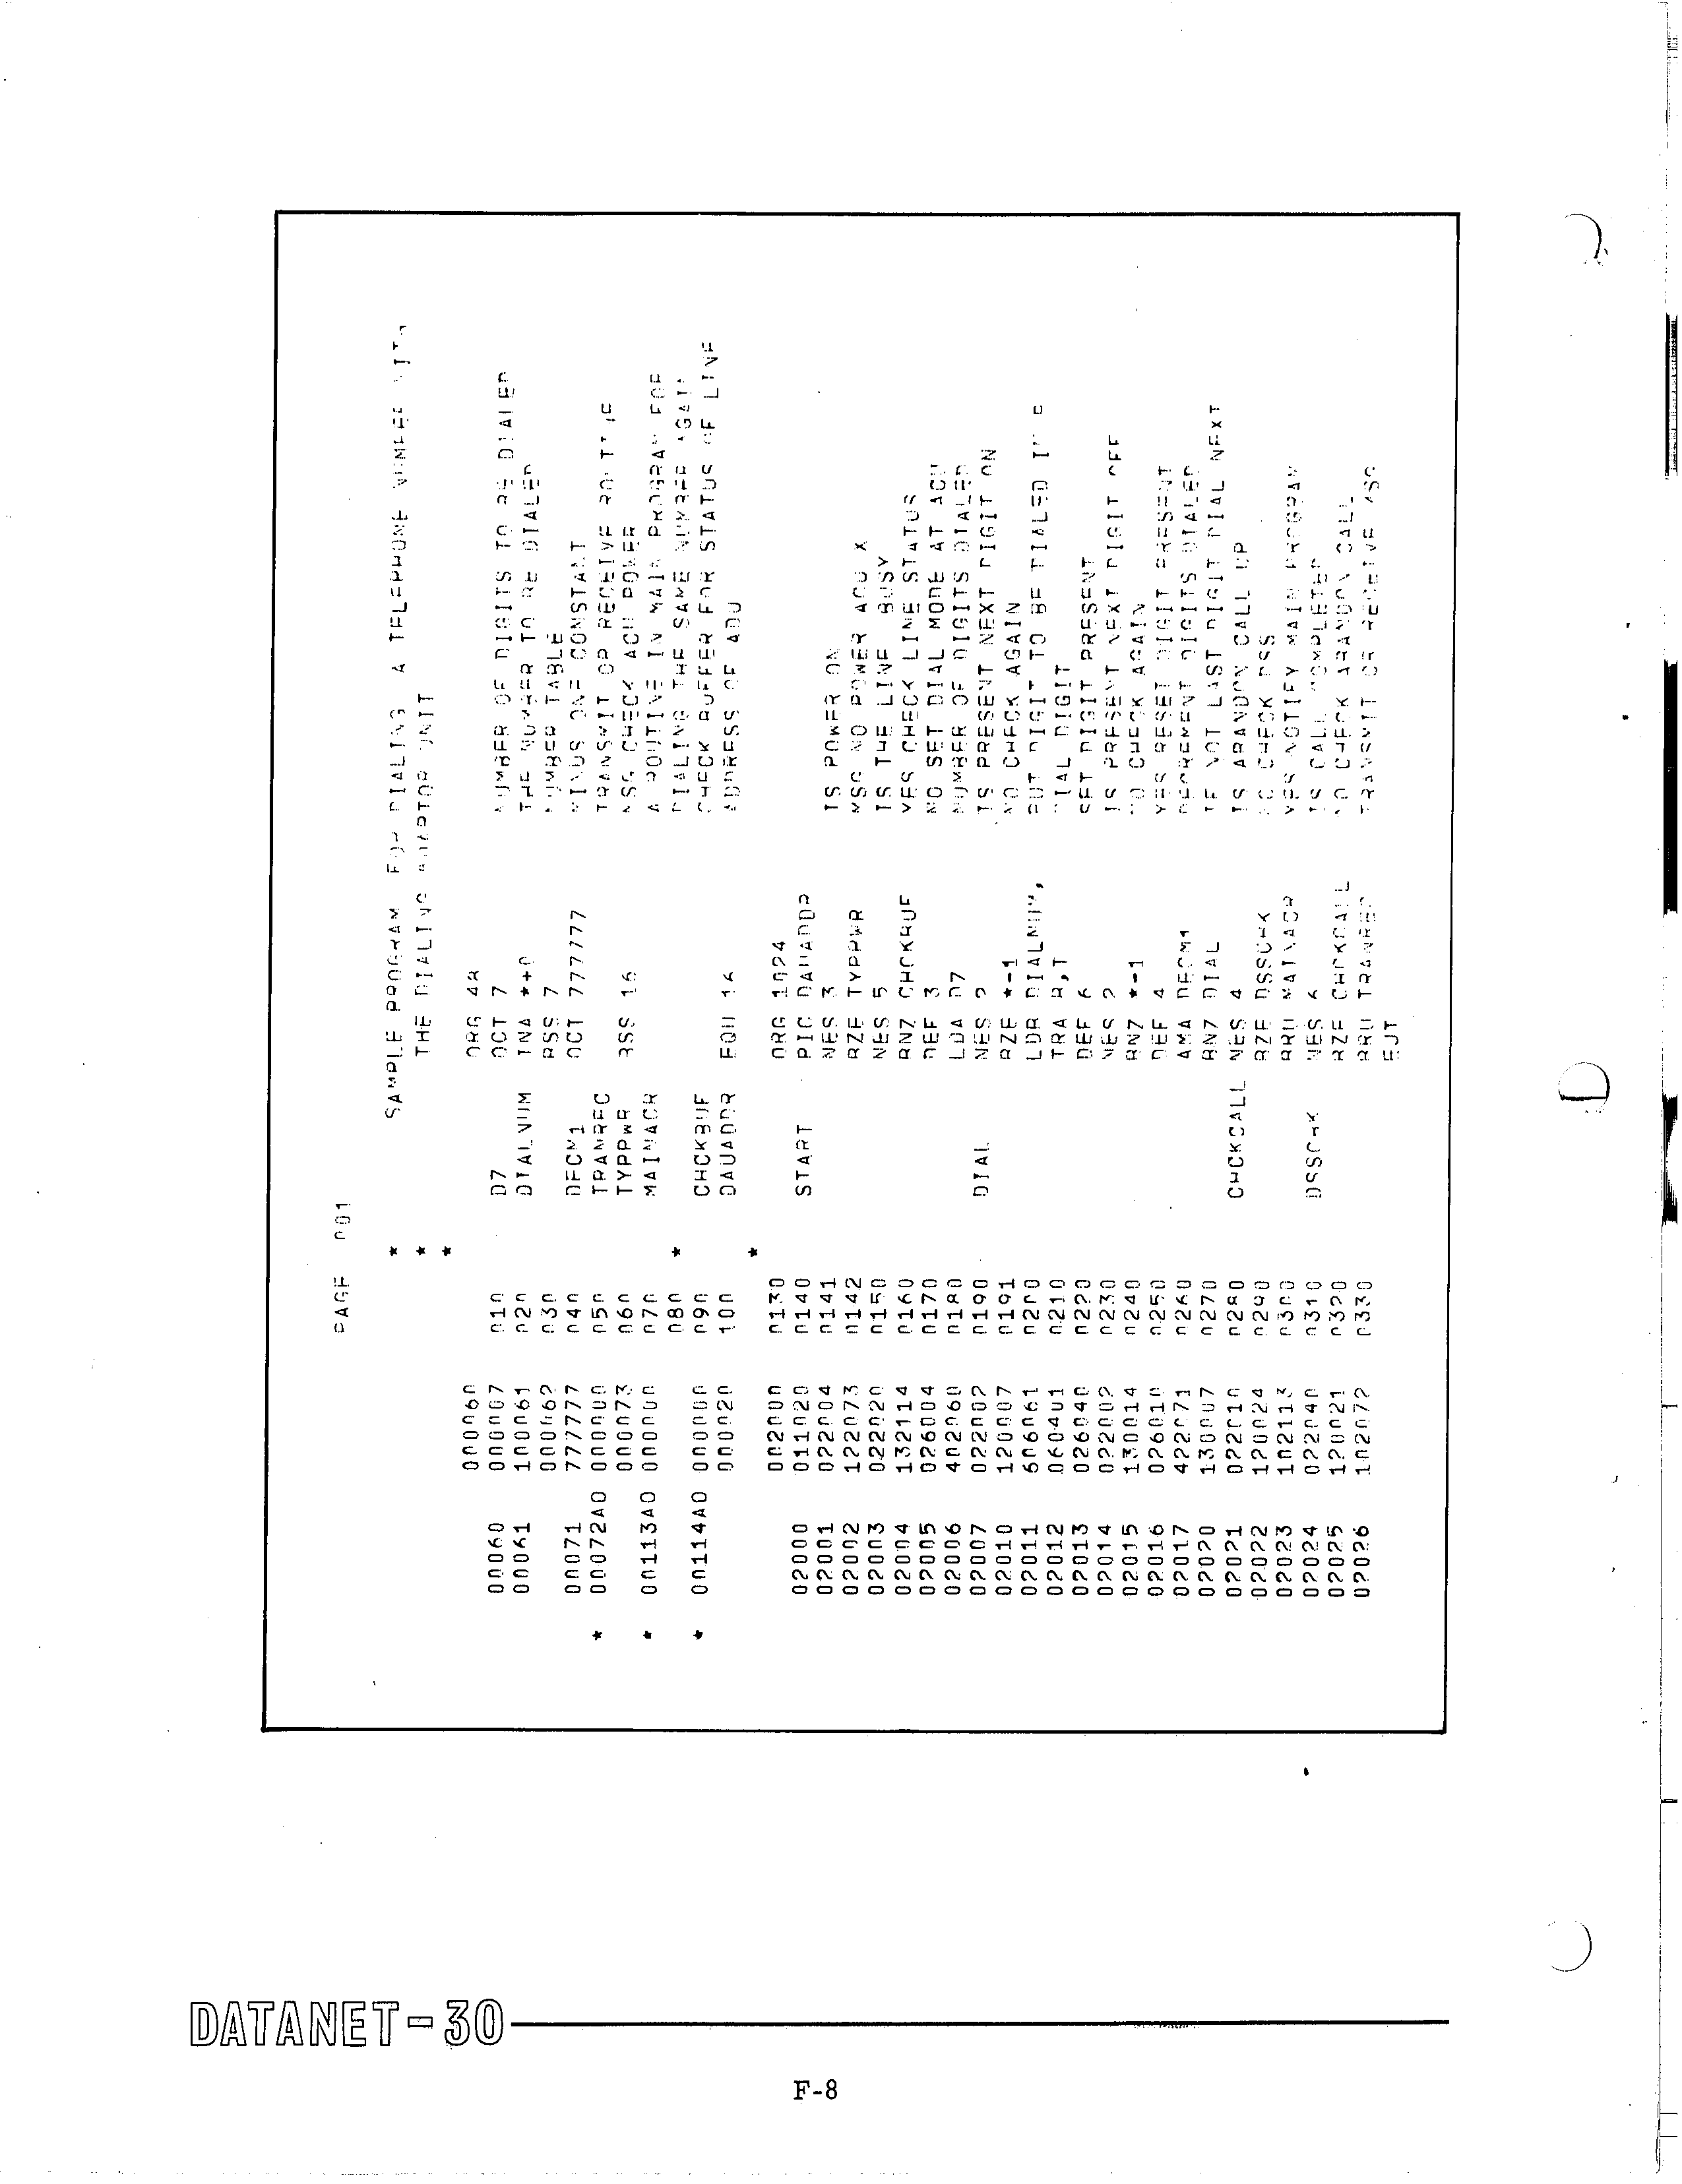 PAGE 001
* SAMPLE PROGRAM FOR DIALING A TELEPHONE NUMBER WITH
* THE DIALING ADAPTOR UNIT
*
000060 ORG 48
00060 000007 010 D7 OCT 7 NUMBER OF DIGITS TO BE DIALED
00061 100061 020 DIALNUM IND *+0 THE NUMBER TO BE DIALED
000062 030 BSS 7 NUMBER TABLE
00071 777777 040 DECM1 OCT 777777 MINUS ONE CONSTANT
* 00072A0 000000 050 TRANREC TRANSMIT OR RECEIVE ROUTINE
000073 060 TYPPWR BSS 16 MSG CHECK ACU POWER
* 00113A0 000000 070 MAINACR A ROUTINE IN MAIN PROGRAM FOR
080 * DIALING THE SAME NUMBER AGAIN
* 00114A0 000000 090 CHCKBUF CHECK BUFFER FOR STATUS OF LINE
000020 100 DAUADDR EQU 16 ADDRESS OF ADU
*
002000 0130 ORG 1024
02000 011020 0140 START PIC DAUADDR
02001 022004 0141 NES 3 IS POWER ON
02002 122073 0142 BZE TYPPWR MSG NO POWER ACU X
02003 022020 0150 NES 5 IS THE LINE BUSY
02004 132114 0160 BNZ CHCKBUF YES CHECK LINE STATUS
02005 026004 0170 DEF 3 NO SET DIAL MODE AT ACU
02006 402060 0180 LDA D7 NUMBER OF DIGITS DIALED
02007 022002 0190 DIAL NES 2 IS PRESENT NEXT DIGIT ON
02010 120007 0191 BZE *-1 NO CHECK AGAIN
02011 506061 0200 LDB DIALNUM, PUT DIGIT TO BE DIALED IN B
02012 060401 0210 TRA B,T DIAL DIGIT
02013 026040 0220 DEF 6 SET DIGIT PRESENT
02014 022002 0230 NES 2 IS PRESENT NEXT DIGIT OFF
02015 130014 0240 BNZ *-1 NO CHECK AGAIN
02016 026010 0250 DEF 4 YES RESET DIGIT PRESENT
02017 422071 0260 AMA DECM1 DECREMENT DIGITS DIALED
02020 130007 0270 BNZ DIAL IF NOT LAST DIGIT DIAL NEXT
02021 022010 0280 CHCKCALL NES 4 IS ABANDON CALL UP
02022 120024 0290 BZE DSSCHK NO CHECK DSS
02023 102113 0300 BRU MAINACR YES NOTIFY MAIN PROGRAM
02024 022040 0310 DSSCHK NES 6 IS CALL COMPLETED
02025 120021 0320 BZE CHCKCALL NO CHECK ABANDON CALL
02026 102072 0330 BRU TRANREC TRANSMIT OR RECEIVE MSG
EJT
DATANET-30
F-8